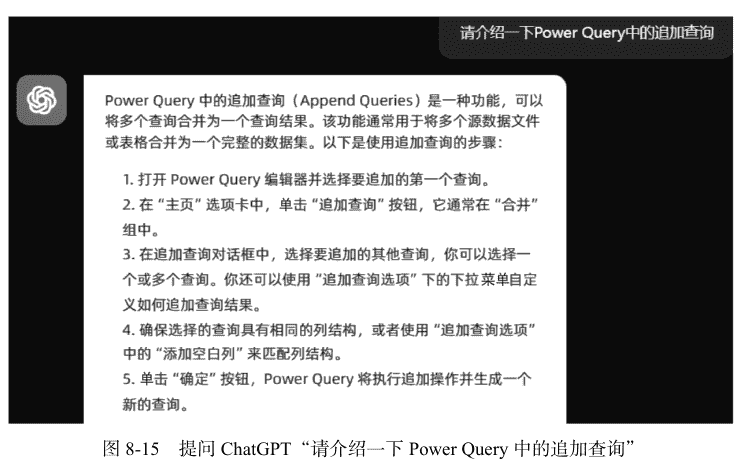 请介绍一下Power Query中的追加查询
Power Query 中的追加查询（Append Queries）是一种功能，可以
将多个查询合并为一个查询结果。该功能通常用于将多个源数据文件
或表格合并为一个完整的数据集。以下是使用追加查询的步骤：
1. 打开 Power Query 编辑器并选择要追加的第一个查询。
2. 在“主页”选项卡中，单击“追加查询”按钮，它通常在“合并”
组中。
3. 在追加查询对话框中，选择要追加的其他查询，你可以选择一
个或多个查询。你还可以使用“追加查询选项”下的下拉菜单自定
义如何追加查询结果。
4. 确保选择的查询具有相同的列结构，或者使用“追加查询选项”
中的“添加空白列”来匹配列结构。
5. 单击“确定”按钮，Power Query 将执行追加操作并生成一个
新的查询。
图 8-15 提问 ChatGPT“请介绍一下 Power Query 中的追加查询”